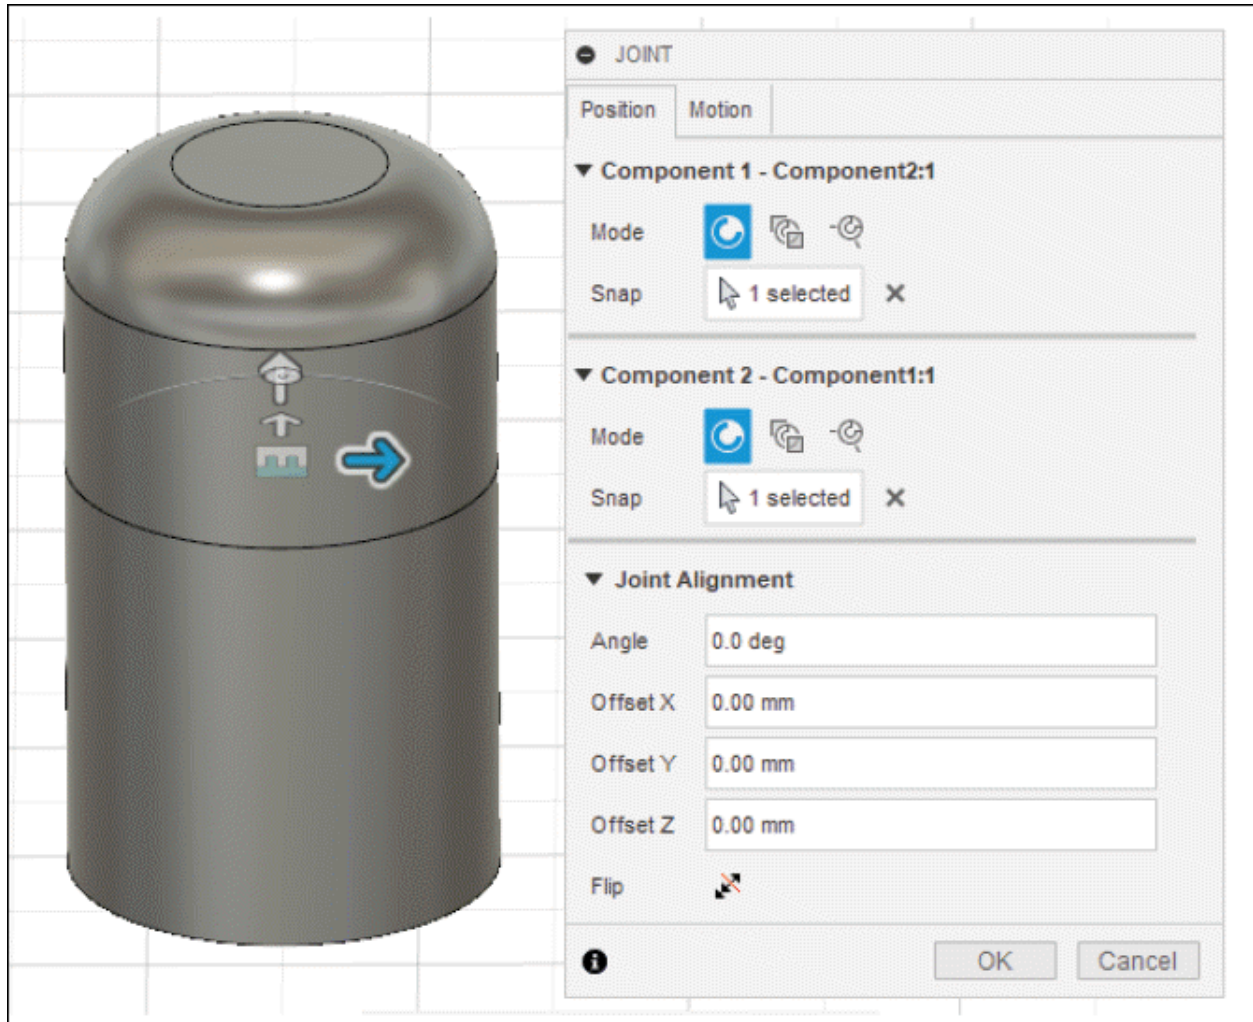 JOINT
Position Motion
Component 1 - Component2:1
Mode
Snap 1 selected
Component 2 - Component1:1
Mode
Snap 1 selected
Joint Alignment
Angle 0.0 deg
Offset X 0.00 mm
Offset Y 0.00 mm
Offset Z 0.00 mm
Flip
OK Cancel